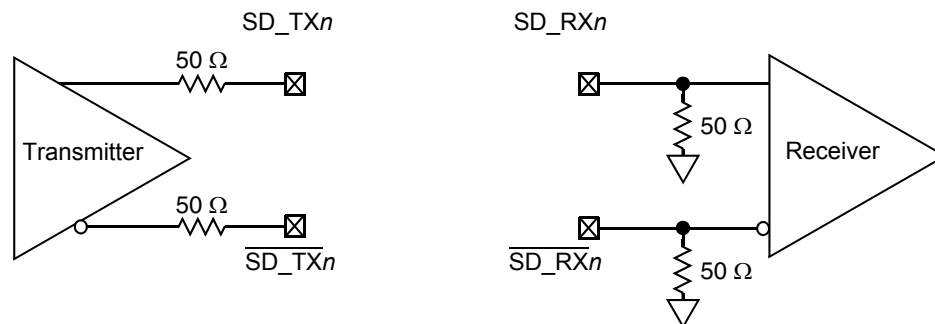 SD_TXn
SD_RXn
50 Ω
50 Ω
Transmitter
Receiver
50 Ω
SD_TXn
SD_RXn
50 Ω